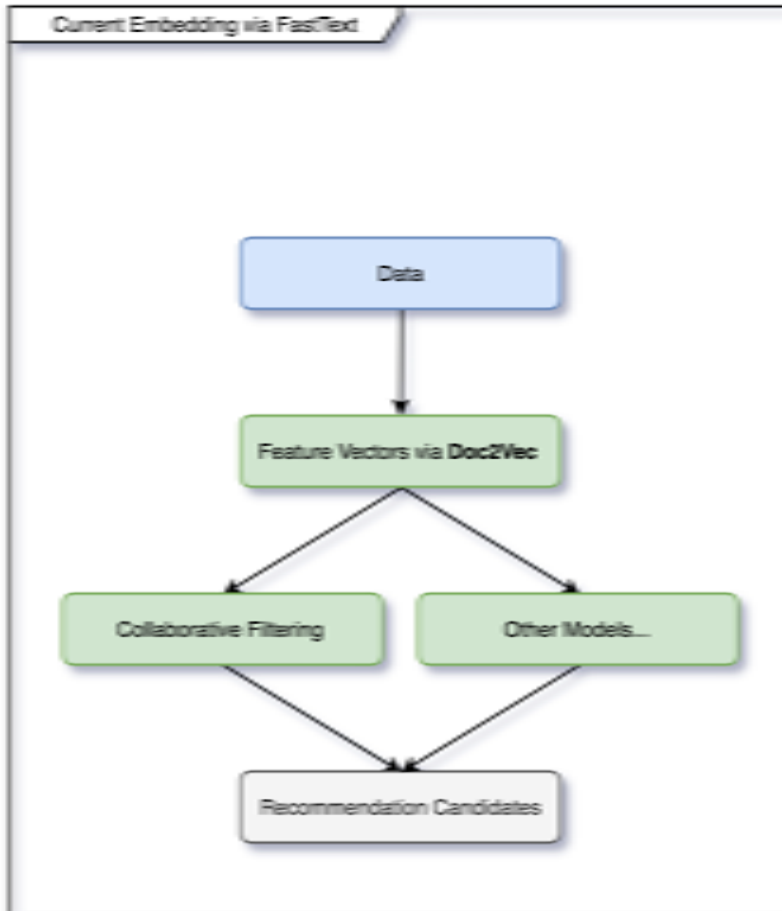 Current Embedding via FastText
Data
Feature Vectors via Doc2Vec
Collaborative Filtering
Other Models...
Recommendation Candidates